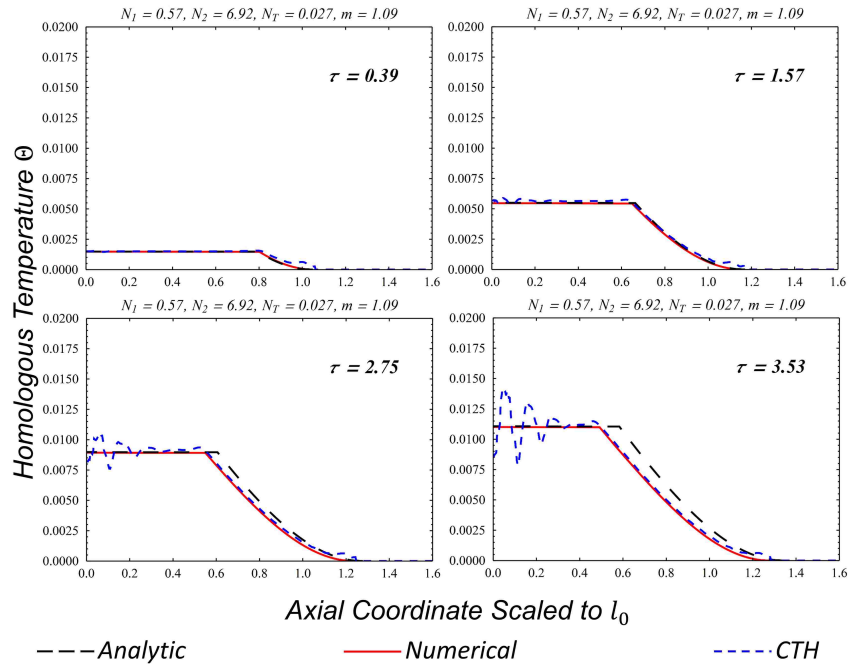 N1 = 0.57, N2 = 6.92, NT = 0.027, m = 1.09
0.0200
0.0175
0.0150
0.0125
0.0100
0.0075
0.0050
0.0025
0.0000
τ = 0.39
0.0 0.2 0.4 0.6 0.8 1.0 1.2 1.4 1.6
N1 = 0.57, N2 = 6.92, NT = 0.027, m = 1.09
0.0200
0.0175
0.0150
0.0125
0.0100
0.0075
0.0050
0.0025
0.0000
τ = 1.57
0.0 0.2 0.4 0.6 0.8 1.0 1.2 1.4 1.6
Homologous Temperature Θ
N1 = 0.57, N2 = 6.92, NT = 0.027, m = 1.09
0.0200
0.0175
0.0150
0.0125
0.0100
0.0075
0.0050
0.0025
0.0000
τ = 2.75
0.0 0.2 0.4 0.6 0.8 1.0 1.2 1.4 1.6
N1 = 0.57, N2 = 6.92, NT = 0.027, m = 1.09
0.0200
0.0175
0.0150
0.0125
0.0100
0.0075
0.0050
0.0025
0.0000
τ = 3.53
0.0 0.2 0.4 0.6 0.8 1.0 1.2 1.4 1.6
Axial Coordinate Scaled to l0
Analytic Numerical CTH